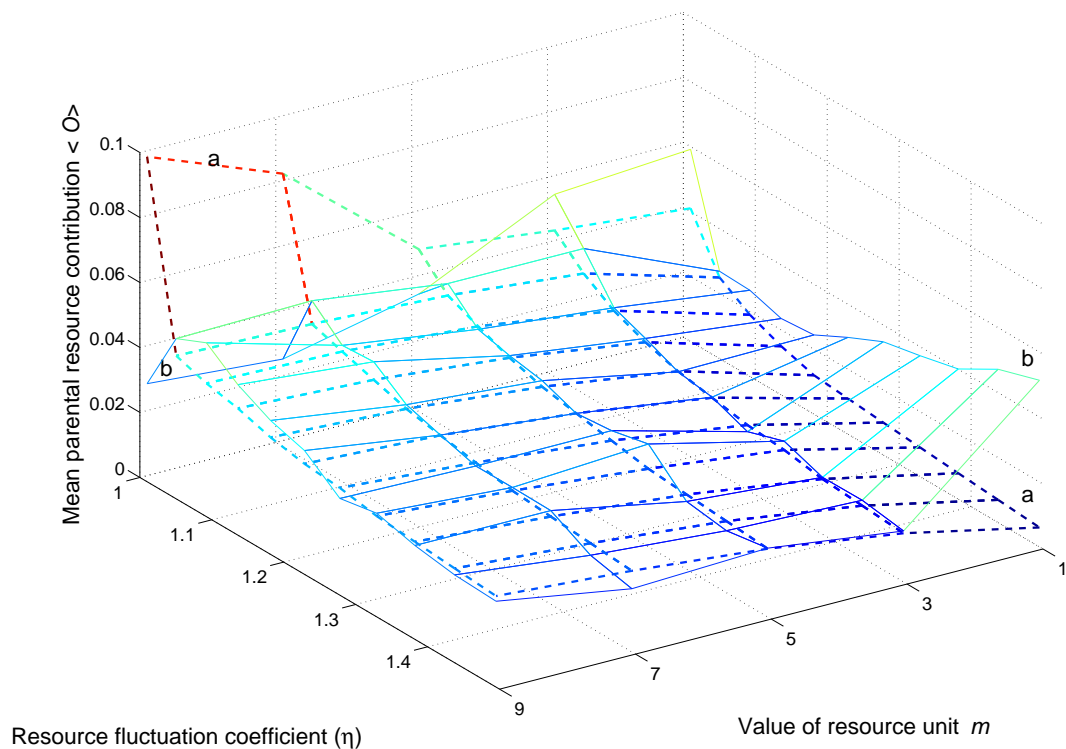 Mean parental resource contribution < O>
0.1
0.08
0.06
0.04
0.02
0
a
b
b
a
1
1.1
1.2
1.3
1.4
9
7
5
3
1
Resource fluctuation coefficient (η)
Value of resource unit m